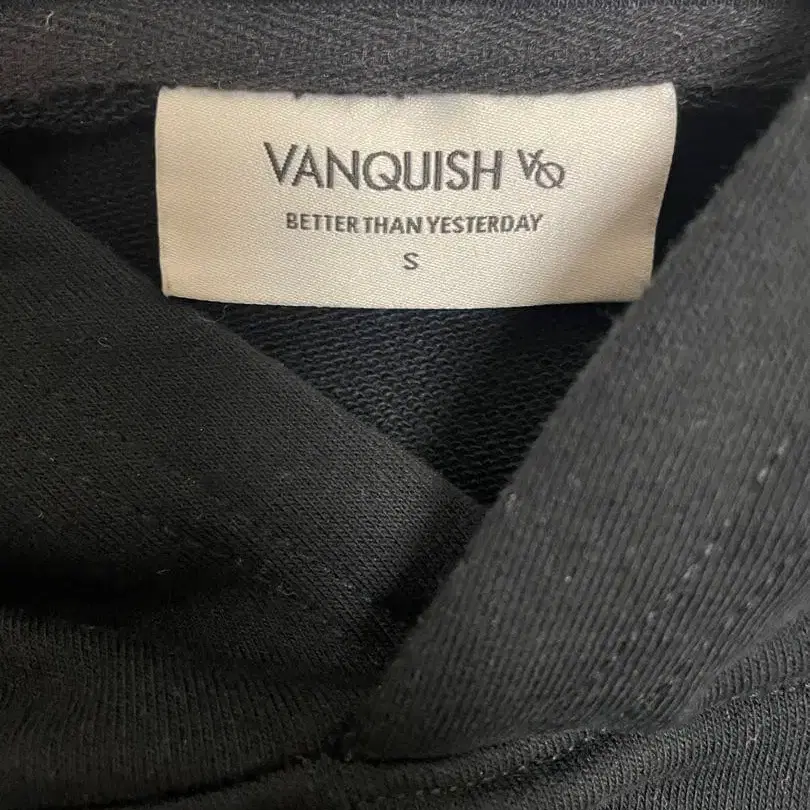 VANQUISH VQ
BETTER THAN YESTERDAY
S